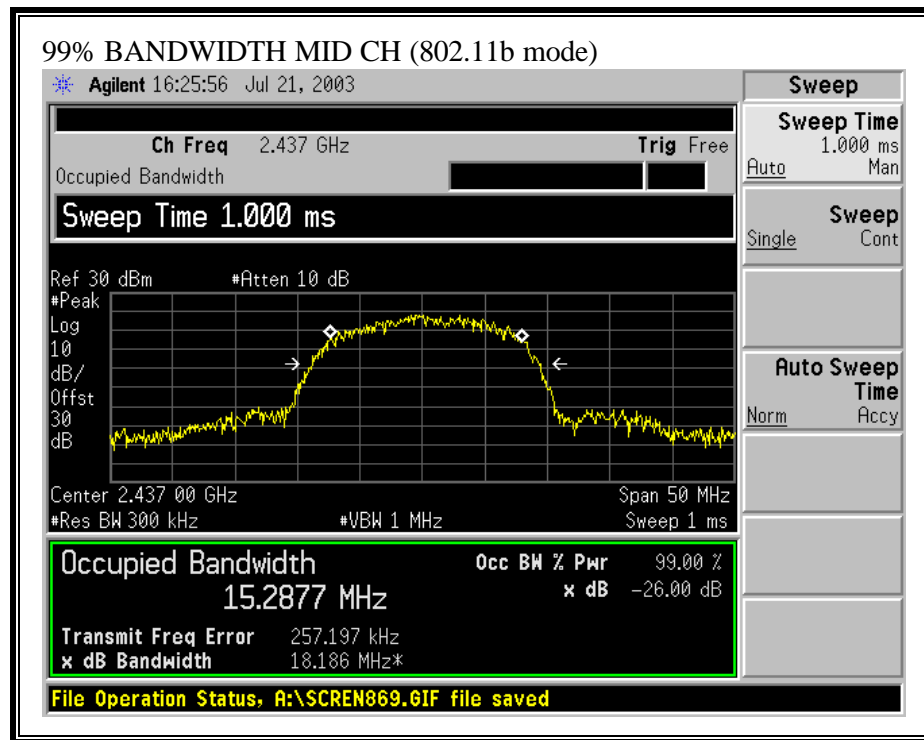 99% BANDWIDTH MID CH (802.11b mode)
Agilent 16:25:56 Jul 21, 2003
Sweep
Ch Freq 2.437 GHz Trig Free
Occupied Bandwidth
Sweep Time 1.000 ms
Sweep Time
1.000 ms
Auto Man
Sweep
Single Cont
Auto Sweep
Time
Norm Accy
Ref 30 dBm #Atten 10 dB
#Peak
Log
10
dB/
Offst
30
dB
Center 2.437 00 GHz Span 50 MHz
#Res BW 300 kHz #VBW 1 MHz Sweep 1 ms
Occupied Bandwidth Occ BW % Pwr 99.00 %
15.2877 MHz x dB -26.00 dB
Transmit Freq Error 257.197 kHz
x dB Bandwidth 18.186 MHz*
File Operation Status, A:\SCREN869.GIF file saved